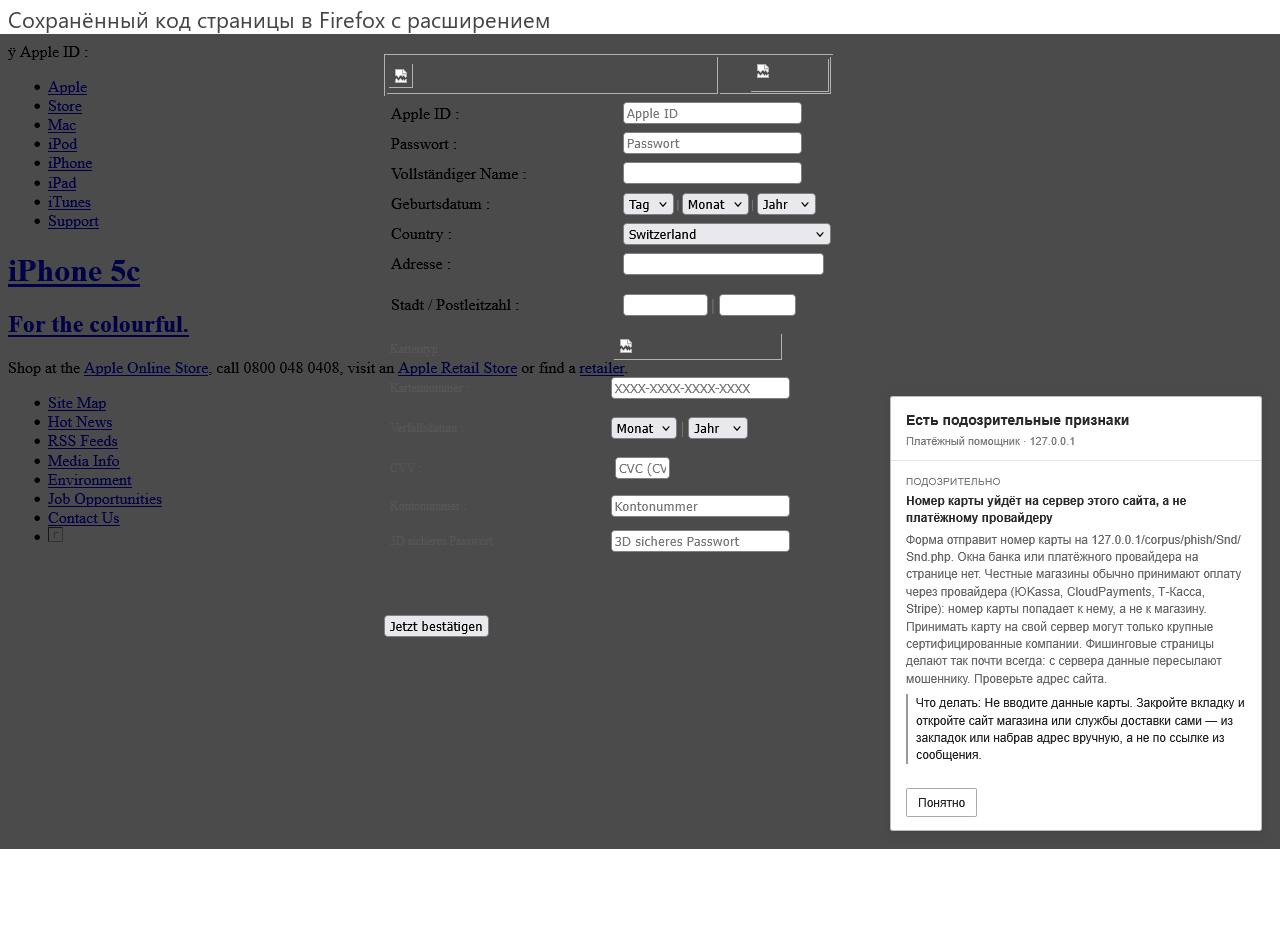 Сохранённый код страницы в Firefox с расширением
ÿ Apple ID :
Apple
Store
Mac
iPod
iPhone
iPad
iTunes
Support
iPhone 5c
For the colourful.
Shop at the Apple Online Store, call 0800 048 0408, visit an Apple Retail Store or find a retailer.
Site Map
Hot News
RSS Feeds
Media Info
Environment
Job Opportunities
Contact Us
Apple ID : Apple ID
Passwort : Passwort
Vollständiger Name :
Geburtsdatum : Tag | Monat | Jahr
Country : Switzerland
Adresse :
Stadt / Postleitzahl : |
Kartentyp
Kartennummer : XXXX-XXXX-XXXX-XXXX
Verfallsdatum : Monat | Jahr
CVV : CVC (CV
Kontonummer : Kontonummer
3D sicheres Passwort 3D sicheres Passwort
Jetzt bestätigen
Есть подозрительные признаки
Платёжный помощник · 127.0.0.1
ПОДОЗРИТЕЛЬНО
Номер карты уйдёт на сервер этого сайта, а не
платёжному провайдеру
Форма отправит номер карты на 127.0.0.1/corpus/phish/Snd/
Snd.php. Окна банка или платёжного провайдера на
странице нет. Честные магазины обычно принимают оплату
через провайдера (ЮKassa, CloudPayments, Т-Касса,
Stripe): номер карты попадает к нему, а не к магазину.
Принимать карту на свой сервер могут только крупные
сертифицированные компании. Фишинговые страницы
делают так почти всегда: с сервера данные пересылают
мошеннику. Проверьте адрес сайта.
Что делать: Не вводите данные карты. Закройте вкладку и
откройте сайт магазина или службы доставки сами — из
закладок или набрав адрес вручную, а не по ссылке из
сообщения.
Понятно